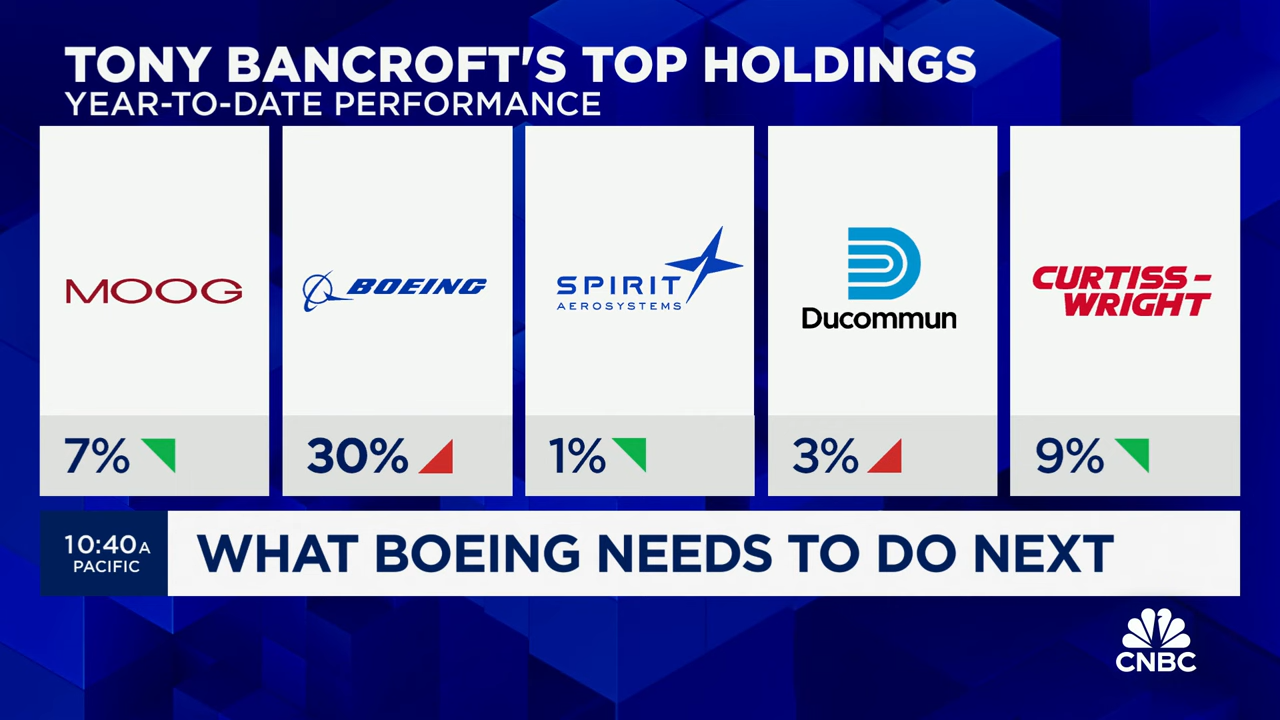 TONY BANCROFT'S TOP HOLDINGS
YEAR-TO-DATE PERFORMANCE
MOOG
BOEING
SPIRIT
AEROSYSTEMS
Ducommun
CURTISS-
WRIGHT
7%
30%
1%
3%
9%
10:40A
PACIFIC
WHAT BOEING NEEDS TO DO NEXT
CNBC